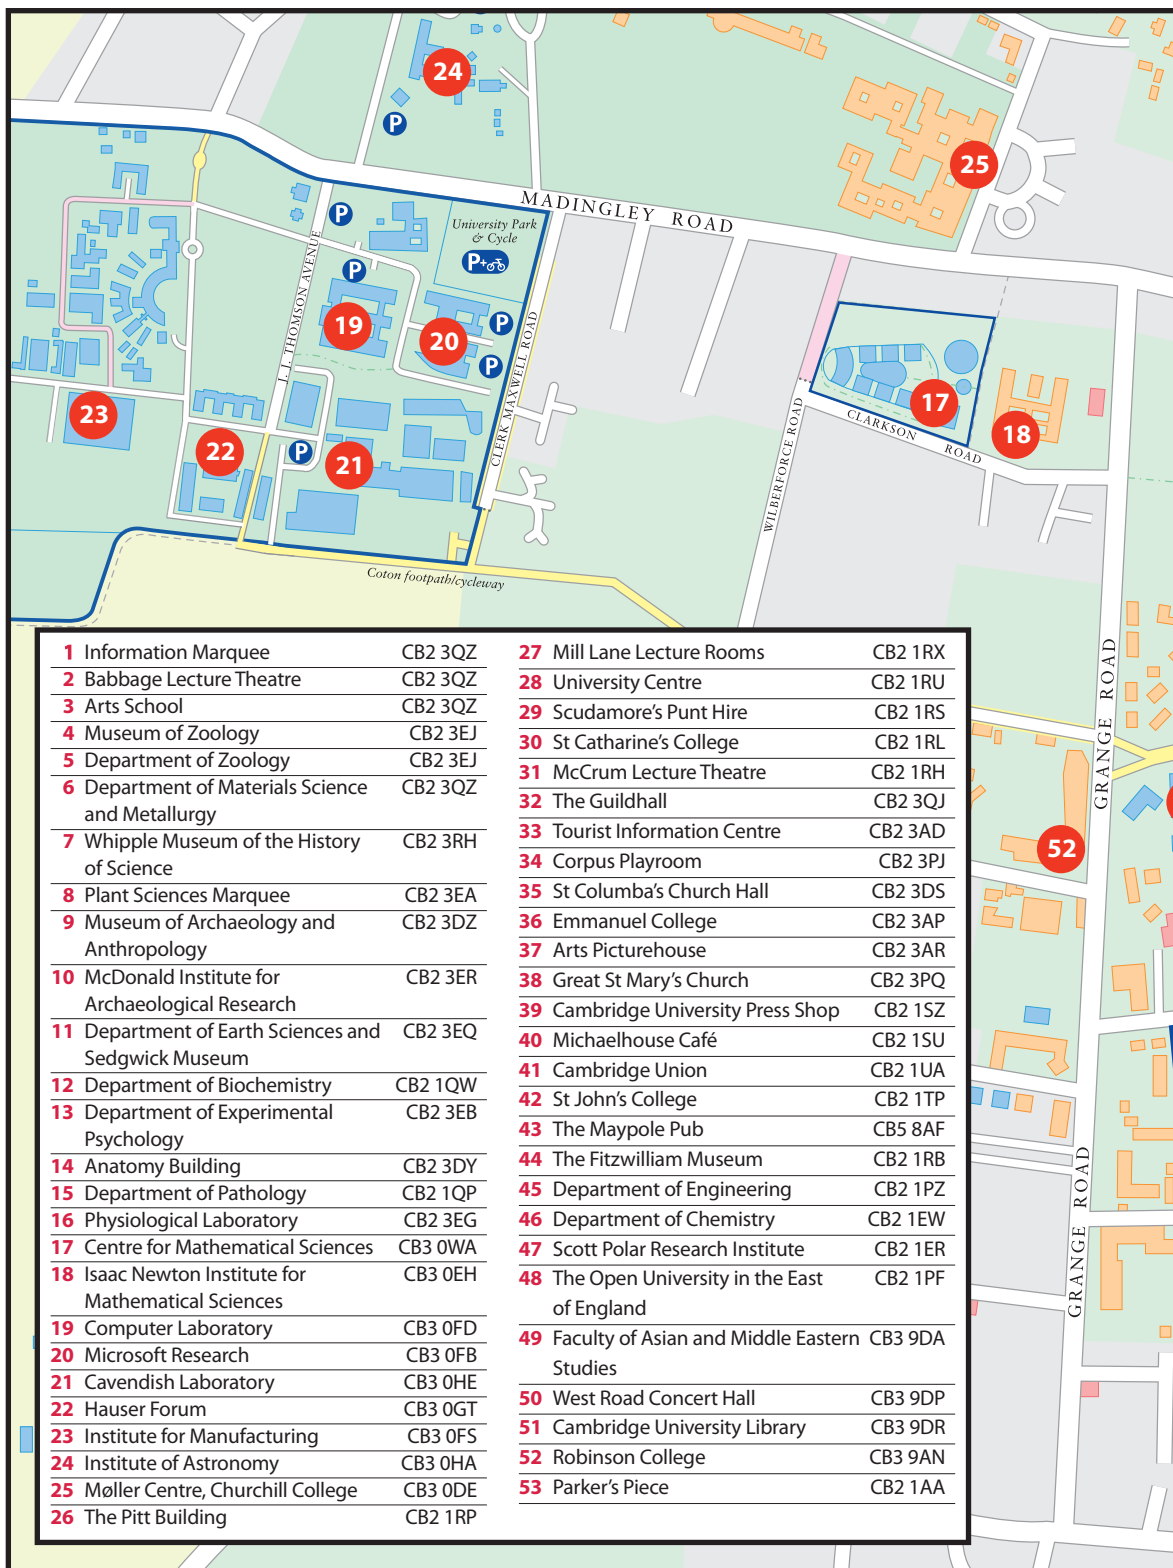 24
P
25
MADINGLEY ROAD
University Park
& Cycle
P+
P
P
J. J. THOMSON AVENUE
19
20
P
P
CLERK MAXWELL ROAD
17
18
CLARKSON ROAD
WILBERFORCE ROAD
23
22
P
21
Coton footpath/cycleway
GRANGE ROAD
52
GRANGE ROAD
1 Information Marquee CB2 3QZ
2 Babbage Lecture Theatre CB2 3QZ
3 Arts School CB2 3QZ
4 Museum of Zoology CB2 3EJ
5 Department of Zoology CB2 3EJ
6 Department of Materials Science CB2 3QZ
and Metallurgy
7 Whipple Museum of the History CB2 3RH
of Science
8 Plant Sciences Marquee CB2 3EA
9 Museum of Archaeology and CB2 3DZ
Anthropology
10 McDonald Institute for CB2 3ER
Archaeological Research
11 Department of Earth Sciences and CB2 3EQ
Sedgwick Museum
12 Department of Biochemistry CB2 1QW
13 Department of Experimental CB2 3EB
Psychology
14 Anatomy Building CB2 3DY
15 Department of Pathology CB2 1QP
16 Physiological Laboratory CB2 3EG
17 Centre for Mathematical Sciences CB3 0WA
18 Isaac Newton Institute for CB3 0EH
Mathematical Sciences
19 Computer Laboratory CB3 0FD
20 Microsoft Research CB3 0FB
21 Cavendish Laboratory CB3 0HE
22 Hauser Forum CB3 0GT
23 Institute for Manufacturing CB3 0FS
24 Institute of Astronomy CB3 0HA
25 Møller Centre, Churchill College CB3 0DE
26 The Pitt Building CB2 1RP
27 Mill Lane Lecture Rooms CB2 1RX
28 University Centre CB2 1RU
29 Scudamore's Punt Hire CB2 1RS
30 St Catharine's College CB2 1RL
31 McCrum Lecture Theatre CB2 1RH
32 The Guildhall CB2 3QJ
33 Tourist Information Centre CB2 3AD
34 Corpus Playroom CB2 3PJ
35 St Columba's Church Hall CB2 3DS
36 Emmanuel College CB2 3AP
37 Arts Picturehouse CB2 3AR
38 Great St Mary's Church CB2 3PQ
39 Cambridge University Press Shop CB2 1SZ
40 Michaelhouse Café CB2 1SU
41 Cambridge Union CB2 1UA
42 St John's College CB2 1TP
43 The Maypole Pub CB5 8AF
44 The Fitzwilliam Museum CB2 1RB
45 Department of Engineering CB2 1PZ
46 Department of Chemistry CB2 1EW
47 Scott Polar Research Institute CB2 1ER
48 The Open University in the East CB2 1PF
of England
49 Faculty of Asian and Middle Eastern CB3 9DA
Studies
50 West Road Concert Hall CB3 9DP
51 Cambridge University Library CB3 9DR
52 Robinson College CB3 9AN
53 Parker's Piece CB2 1AA